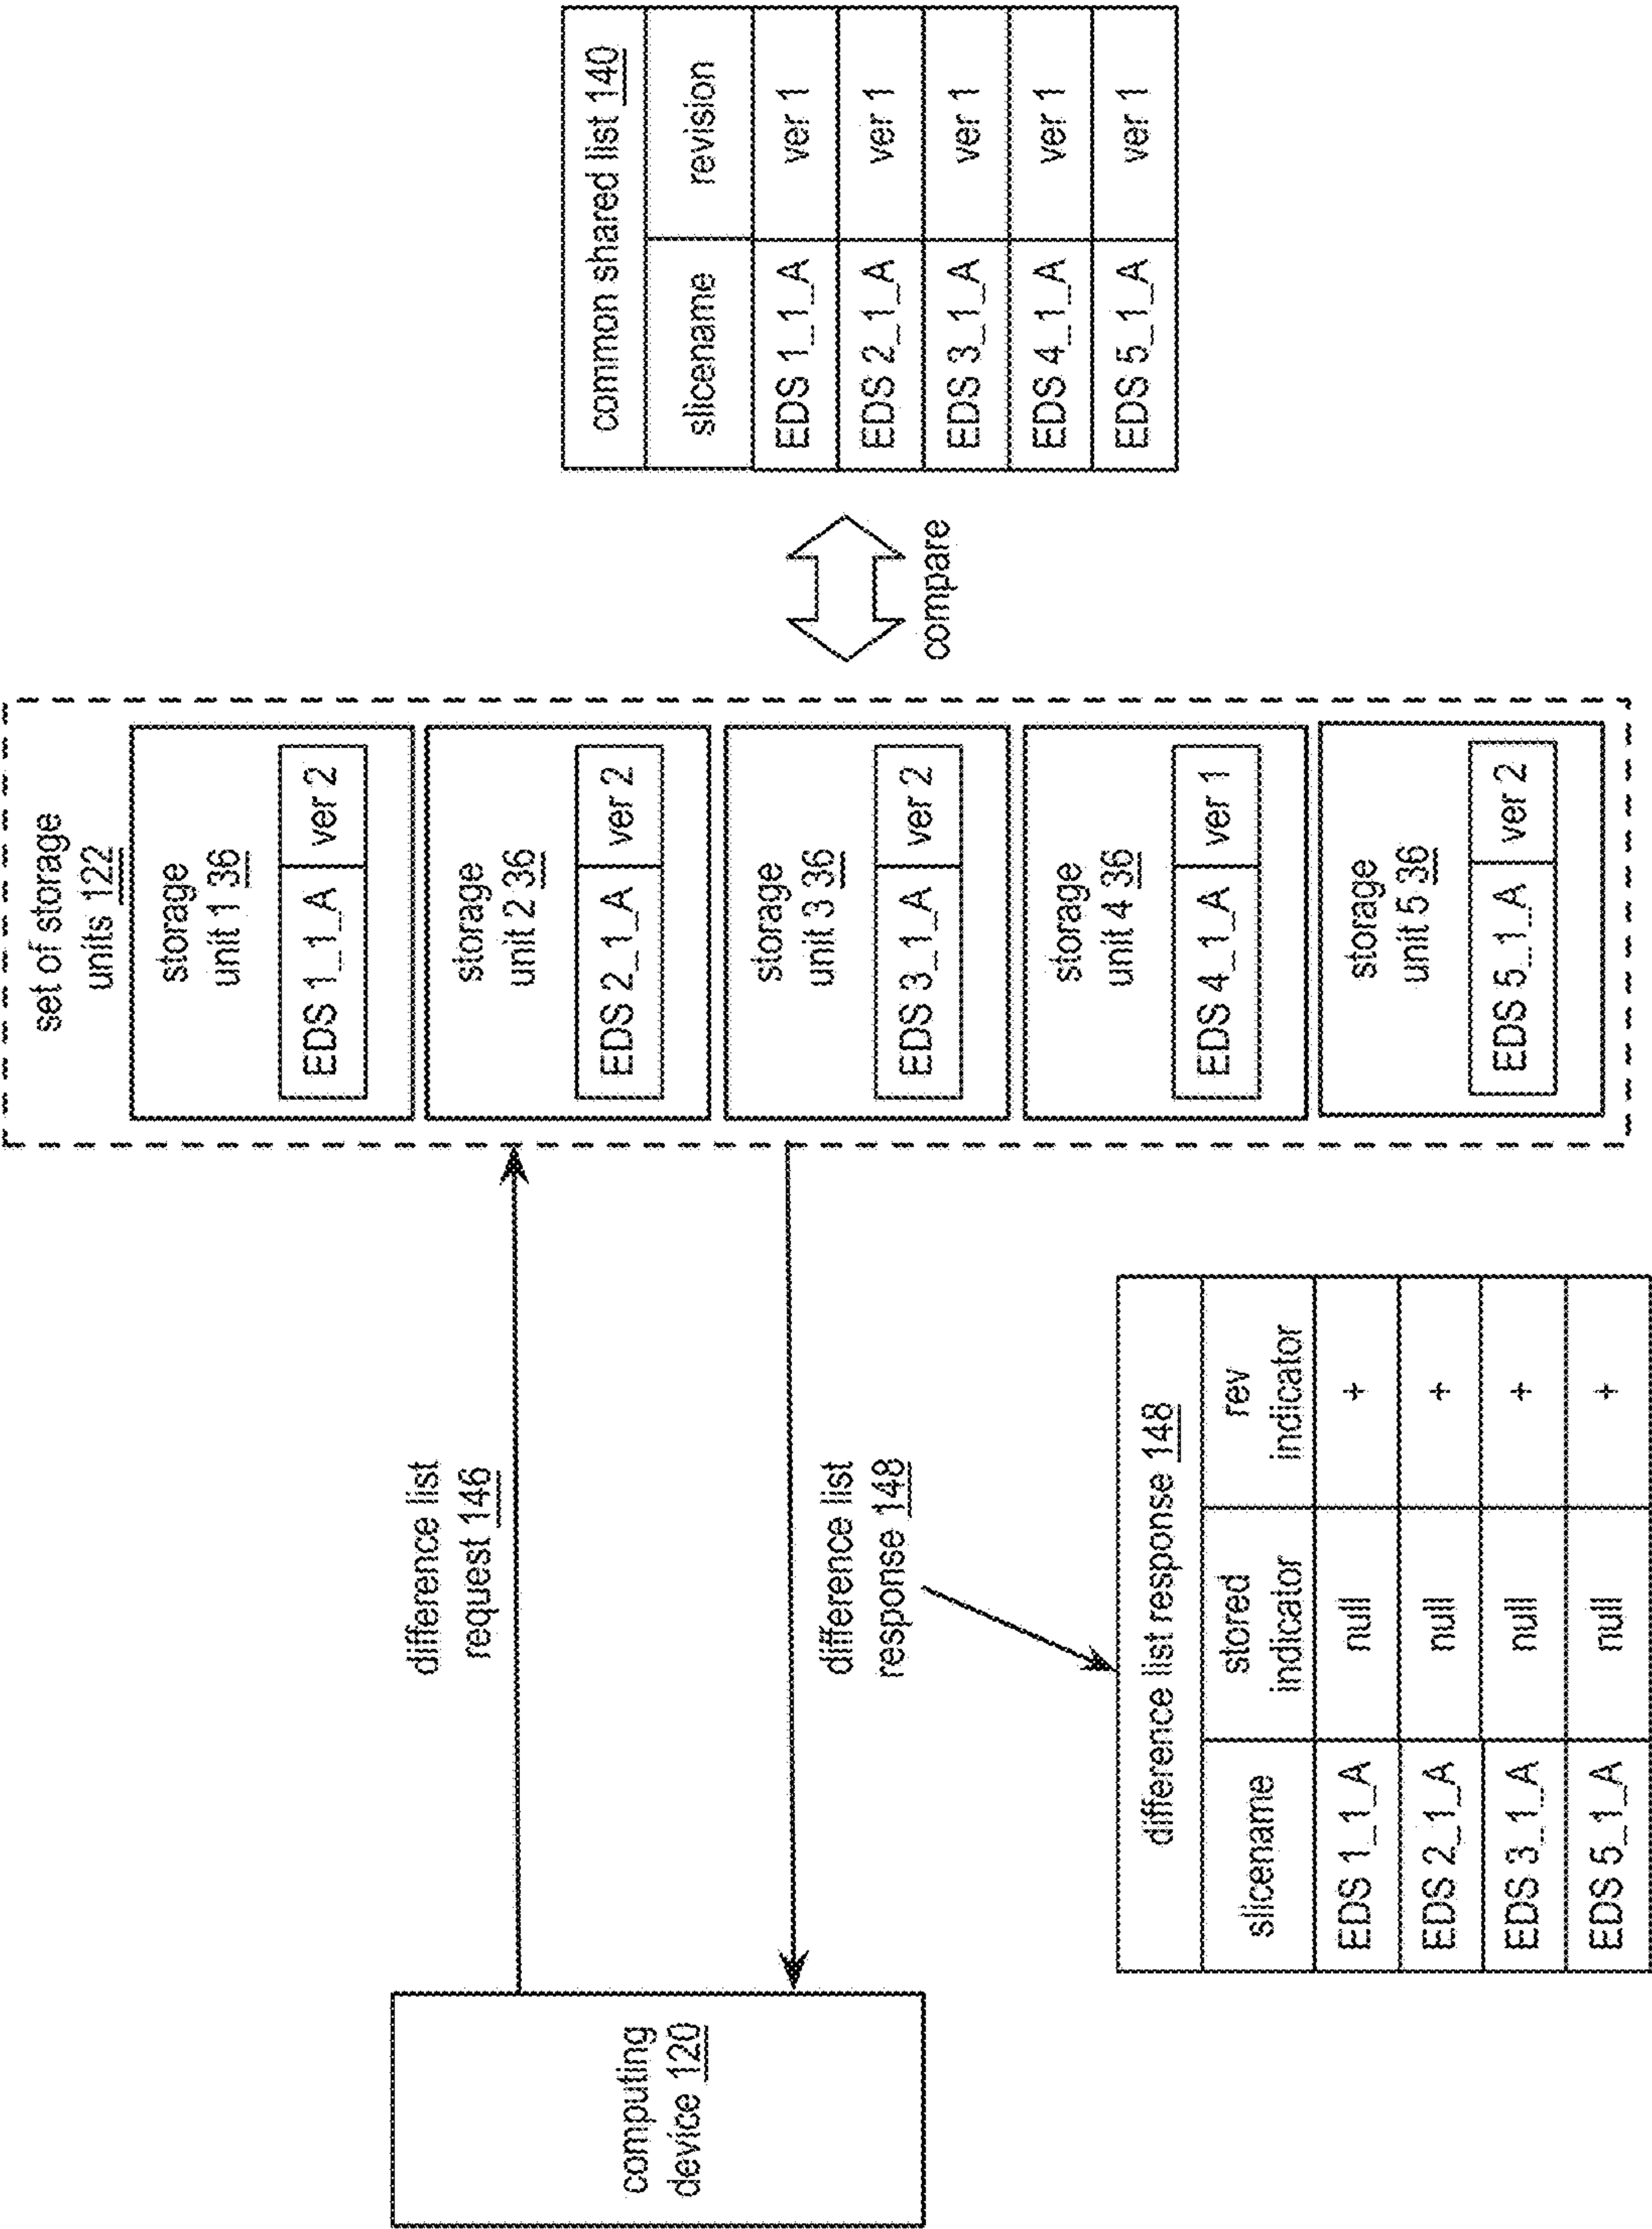 computing
device 120
difference list
request 146
difference list
response 148
difference list response 148
slicename
stored
indicator
rev
indicator
EDS 1_1_A null +
EDS 2_1_A null +
EDS 3_1_A null +
EDS 5_1_A null +
set of storage
units 122
storage
unit 1 36
EDS 1_1_A ver 2
storage
unit 2 36
EDS 2_1_A ver 2
storage
unit 3 36
EDS 3_1_A ver 2
storage
unit 4 36
EDS 4_1_A ver 1
storage
unit 5 36
EDS 5_1_A ver 2
compare
common shared list 140
slicename revision
EDS 1_1_A ver 1
EDS 2_1_A ver 1
EDS 3_1_A ver 1
EDS 4_1_A ver 1
EDS 5_1_A ver 1